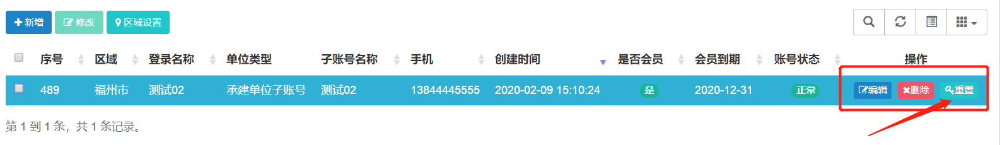 新增 修改 区域设置
序号 区域 登录名称 单位类型 子账号名称 手机 创建时间 是否会员 会员到期 账号状态 操作
489 福州市 测试02 承建单位子账号 测试02 13844445555 2020-02-09 15:10:24 是 2020-12-31 正常 编辑 删除 重置
第 1 到 1 条，共 1 条记录。